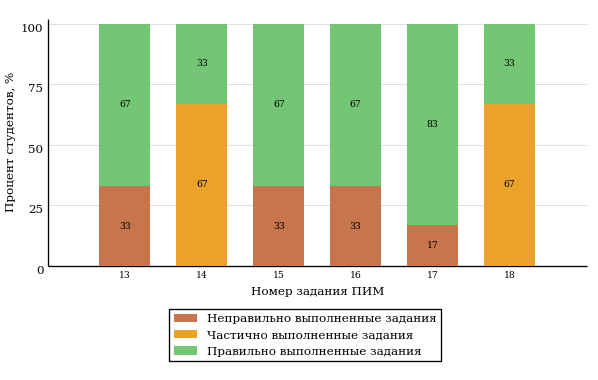 100
75
50
25
0
Процент студентов, %
67
33
67
67
83
33
33
67
33
33
17
67
13 14 15 16 17 18
Номер задания ПИМ
Неправильно выполненные задания
Частично выполненные задания
Правильно выполненные задания